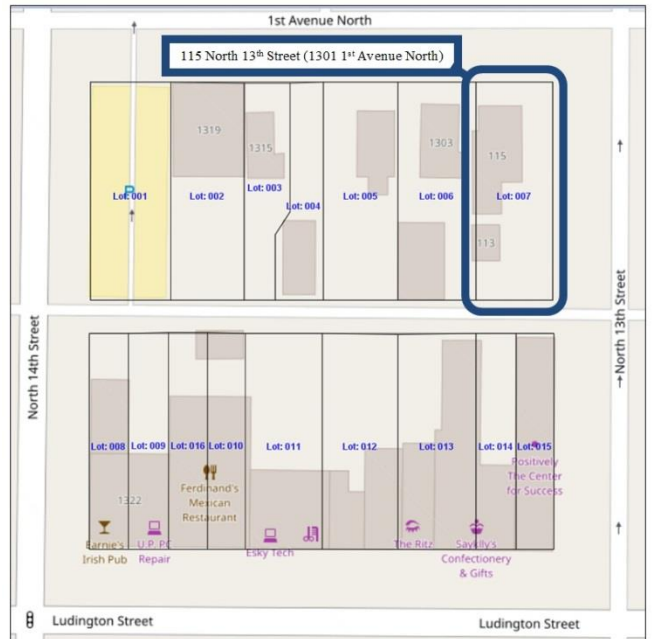 1st Avenue North
115 North 13th Street (1301 1st Avenue North)
1319
1315
1303
115
P
Lot: 001
Lot: 002
Lot: 003
Lot: 004
Lot: 005
Lot: 006
Lot: 007
113
North 14th Street
North 13th Street
Lot: 008
Lot: 009
Lot: 016
Lot: 010
Lot: 011
Lot: 012
Lot: 013
Lot: 014
Lot: 015
1322
Ferdinand's
Mexican
Restaurant
Positively
The Center
for Success
Earnie's
Irish Pub
U.P. PC
Repair
Esky Tech
The Ritz
Sayklly's
Confectionery
& Gifts
Ludington Street
Ludington Street